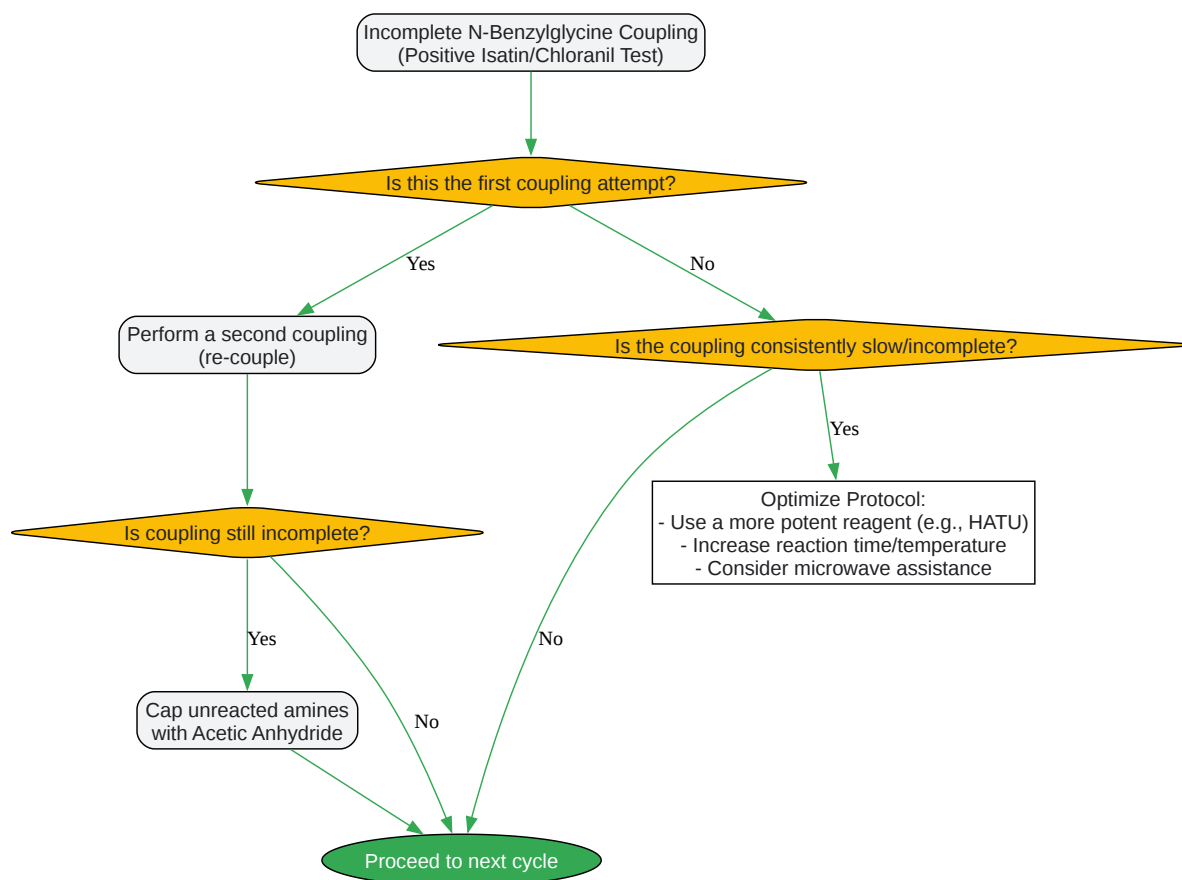 Incomplete N-Benzylglycine Coupling
(Positive Isatin/Chloranil Test)
Is this the first coupling attempt?
Yes
No
Perform a second coupling
(re-couple)
Is the coupling consistently slow/incomplete?
Yes
Optimize Protocol:
- Use a more potent reagent (e.g., HATU)
- Increase reaction time/temperature
- Consider microwave assistance
Is coupling still incomplete?
Yes
No
No
Cap unreacted amines
with Acetic Anhydride
Proceed to next cycle